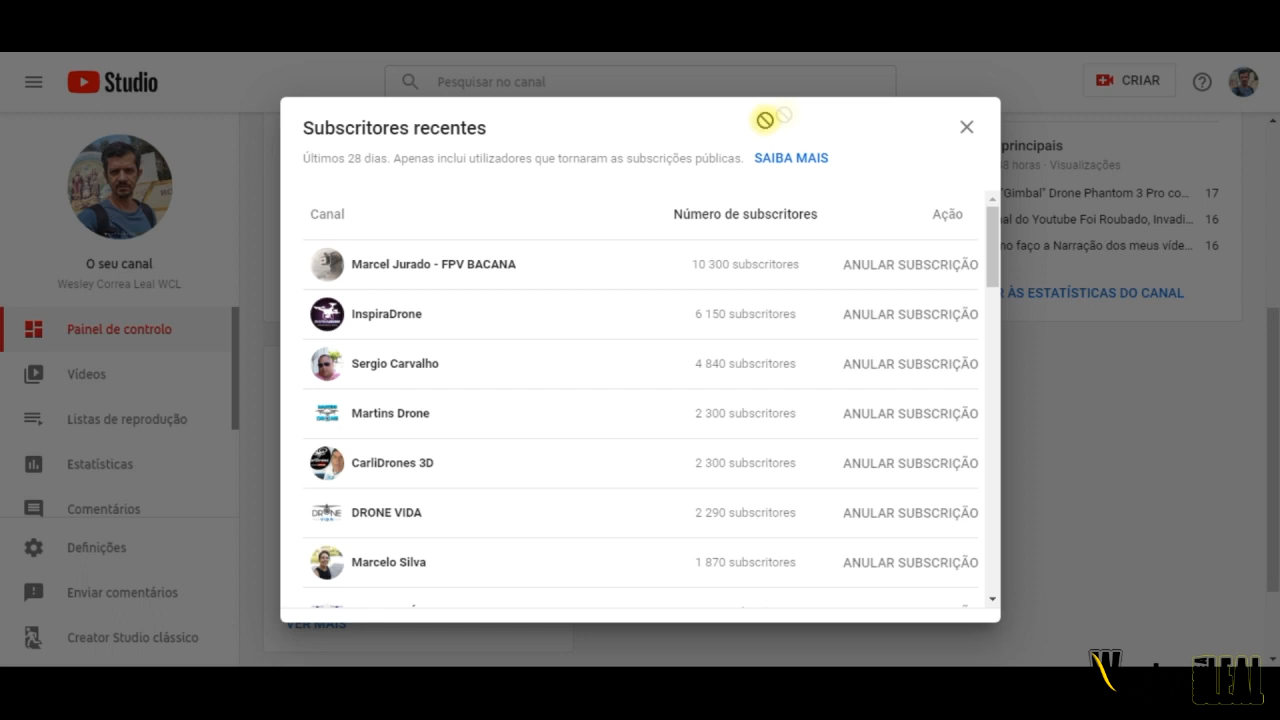 Studio
Pesquisar no canal
CRIAR
O seu canal
Wesley Correa Leal WCL
Painel de controlo
Vídeos
Listas de reprodução
Estatísticas
Comentários
Definições
Enviar comentários
Creator Studio clássico
Subscritores recentes
Últimos 28 dias. Apenas inclui utilizadores que tornaram as subscrições públicas. SAIBA MAIS
Canal Número de subscritores Ação
Marcel Jurado - FPV BACANA 10 300 subscritores ANULAR SUBSCRIÇÃO
InspiraDrone 6 150 subscritores ANULAR SUBSCRIÇÃO
Sergio Carvalho 4 840 subscritores ANULAR SUBSCRIÇÃO
Martins Drone 2 300 subscritores ANULAR SUBSCRIÇÃO
CarliDrones 3D 2 300 subscritores ANULAR SUBSCRIÇÃO
DRONE VIDA 2 290 subscritores ANULAR SUBSCRIÇÃO
Marcelo Silva 1 870 subscritores ANULAR SUBSCRIÇÃO
VER MAIS
principais
8 horas · Visualizações
"Gimbal" Drone Phantom 3 Pro co... 17
al do Youtube Foi Roubado, Invadi... 16
no faço a Narração dos meus víde... 16
R ÀS ESTATÍSTICAS DO CANAL
W
LEAL